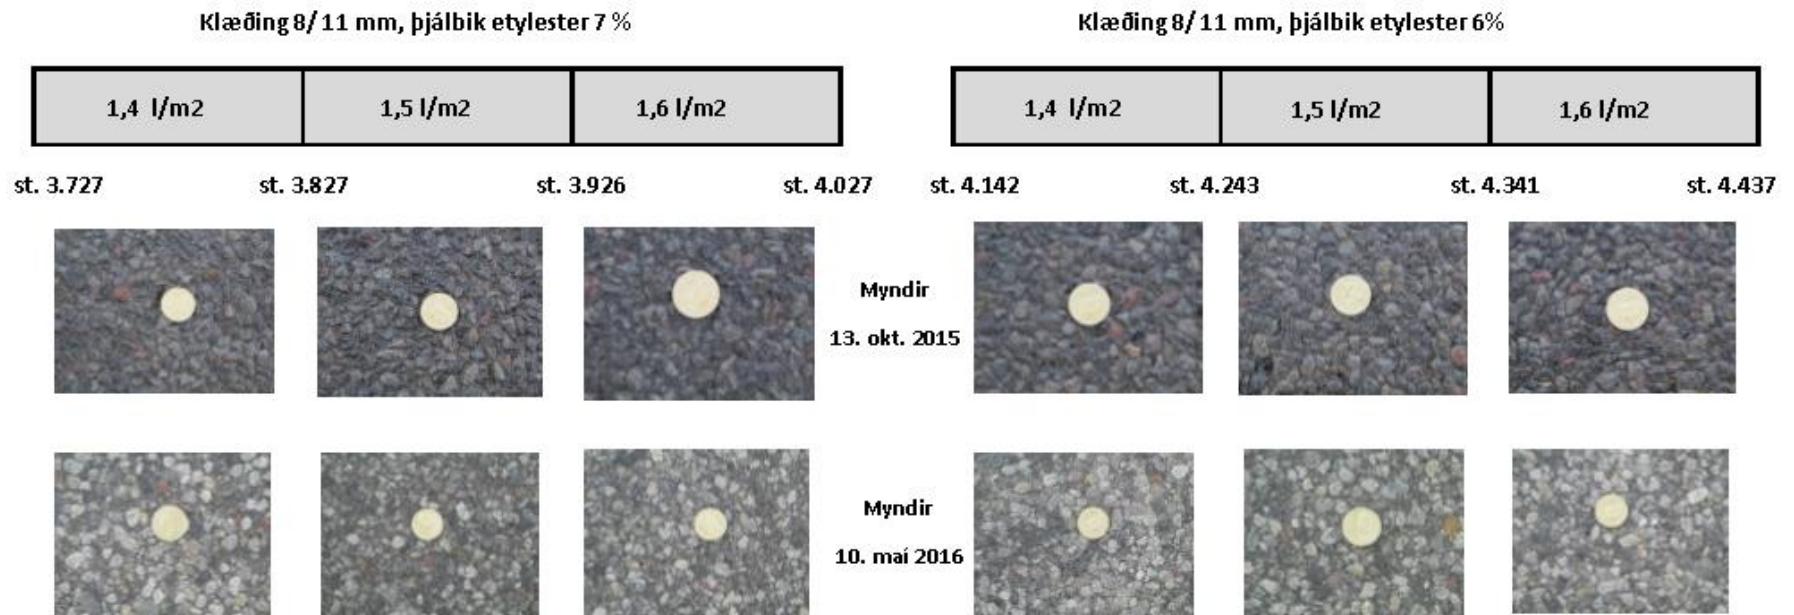 Klæðing 8/ 11 mm, þjálbik etylester 7 %
Klæðing 8/ 11 mm, þjálbik etylester 6%
1,4 l/m2
1,5 l/m2
1,6 l/m2
1,4 l/m2
1,5 l/m2
1,6 l/m2
st. 3.727
st. 3.827
st. 3.926
st. 4.027
st. 4.142
st. 4.243
st. 4.341
st. 4.437
Myndir
13. okt. 2015
Myndir
10. maí 2016